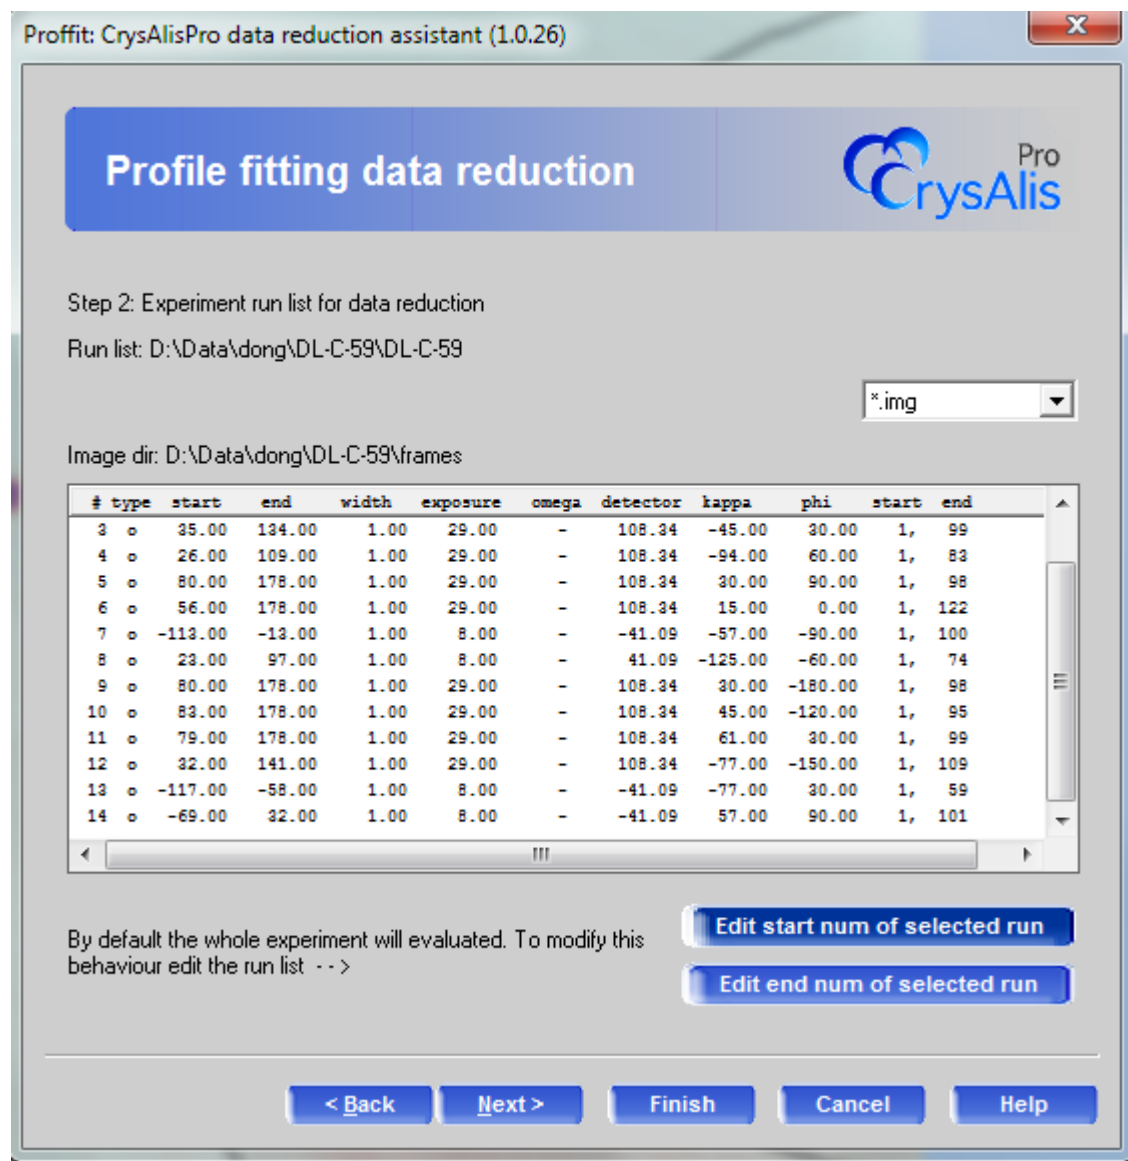 Proffit: CrysAlisPro data reduction assistant (1.0.26)
X
Profile fitting data reduction
Pro
CrysAlis
Step 2: Experiment run list for data reduction
Run list: D:\Data\dong\DL-C-59\DL-C-59
*.img
Image dir: D:\Data\dong\DL-C-59\frames
# type start end width exposure omega detector kappa phi start end
3 o 35.00 134.00 1.00 29.00 - 108.34 -45.00 30.00 1, 99
4 o 26.00 109.00 1.00 29.00 - 108.34 -94.00 60.00 1, 83
5 o 80.00 178.00 1.00 29.00 - 108.34 30.00 90.00 1, 98
6 o 56.00 178.00 1.00 29.00 - 108.34 15.00 0.00 1, 122
7 o -113.00 -13.00 1.00 8.00 - -41.09 -57.00 -90.00 1, 100
8 o 23.00 97.00 1.00 8.00 - 41.09 -125.00 -60.00 1, 74
9 o 80.00 178.00 1.00 29.00 - 108.34 30.00 -180.00 1, 98
10 o 83.00 178.00 1.00 29.00 - 108.34 45.00 -120.00 1, 95
11 o 79.00 178.00 1.00 29.00 - 108.34 61.00 30.00 1, 99
12 o 32.00 141.00 1.00 29.00 - 108.34 -77.00 -150.00 1, 109
13 o -117.00 -58.00 1.00 8.00 - -41.09 -77.00 30.00 1, 59
14 o -69.00 32.00 1.00 8.00 - -41.09 57.00 90.00 1, 101
By default the whole experiment will evaluated. To modify this
behaviour edit the run list - - >
Edit start num of selected run
Edit end num of selected run
< Back
Next >
Finish
Cancel
Help